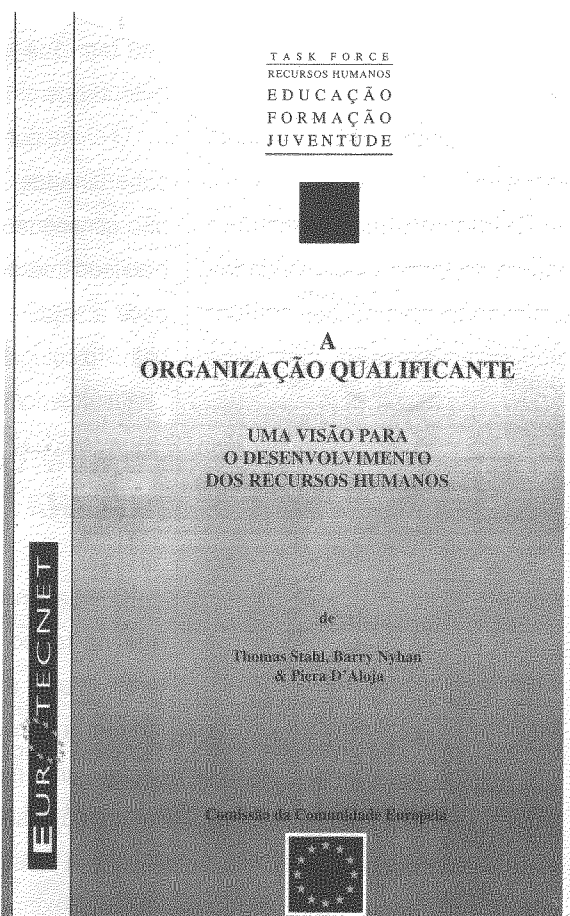 TASK FORCE
RECURSOS HUMANOS
EDUCAÇÃO
FORMAÇÃO
JUVENTUDE
A
ORGANIZAÇÃO QUALIFICANTE
UMA VISÃO PARA
O DESENVOLVIMENTO
DOS RECURSOS HUMANOS
de
Thomas Stahl, Barry Nyhan
& Piera D'Aloja
Comissão da Comunidade Europeia
EUROTECNET